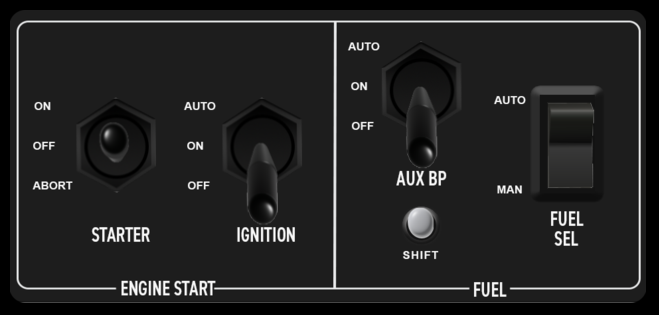 ON
OFF
ABORT
STARTER
AUTO
ON
OFF
IGNITION
ENGINE START
AUTO
ON
OFF
AUX BP
SHIFT
AUTO
MAN
FUEL
SEL
FUEL